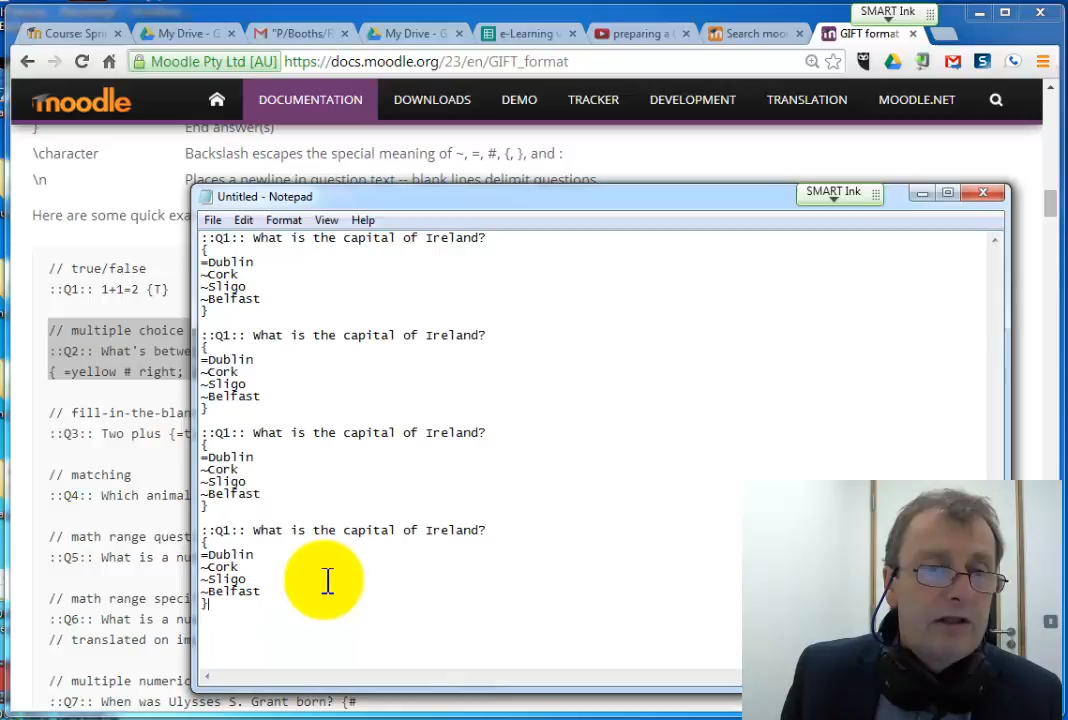 SMART Ink
Course: Spri
My Drive - G
"P/Booths/R
My Drive - G
e-Learning v
preparing a (
Search moo
GIFT format
Moodle Pty Ltd [AU] https://docs.moodle.org/23/en/GIFT_format
moodle
DOCUMENTATION DOWNLOADS DEMO TRACKER DEVELOPMENT TRANSLATION MOODLE.NET
} End answer(s)
\character Backslash escapes the special meaning of ~, =, #, {, }, and :
\n Places a newline in question text -- blank lines delimit questions
Here are some quick exa
// true/false
::Q1:: 1+1=2 {T}
// multiple choice
::Q2:: What's betwe
{ =yellow # right;
// fill-in-the-blan
::Q3:: Two plus {=t
// matching
::Q4:: Which animal
// math range quest
::Q5:: What is a nu
// math range speci
::Q6:: What is a nu
// translated on im
// multiple numeric
::Q7:: When was Ulysses S. Grant born? {#
Untitled - Notepad
SMART Ink
File Edit Format View Help
::Q1:: What is the capital of Ireland?
{
=Dublin
~Cork
~Sligo
~Belfast
}
::Q1:: What is the capital of Ireland?
{
=Dublin
~Cork
~Sligo
~Belfast
}
::Q1:: What is the capital of Ireland?
{
=Dublin
~Cork
~Sligo
~Belfast
}
::Q1:: What is the capital of Ireland?
{
=Dublin
~Cork
~Sligo
~Belfast
}